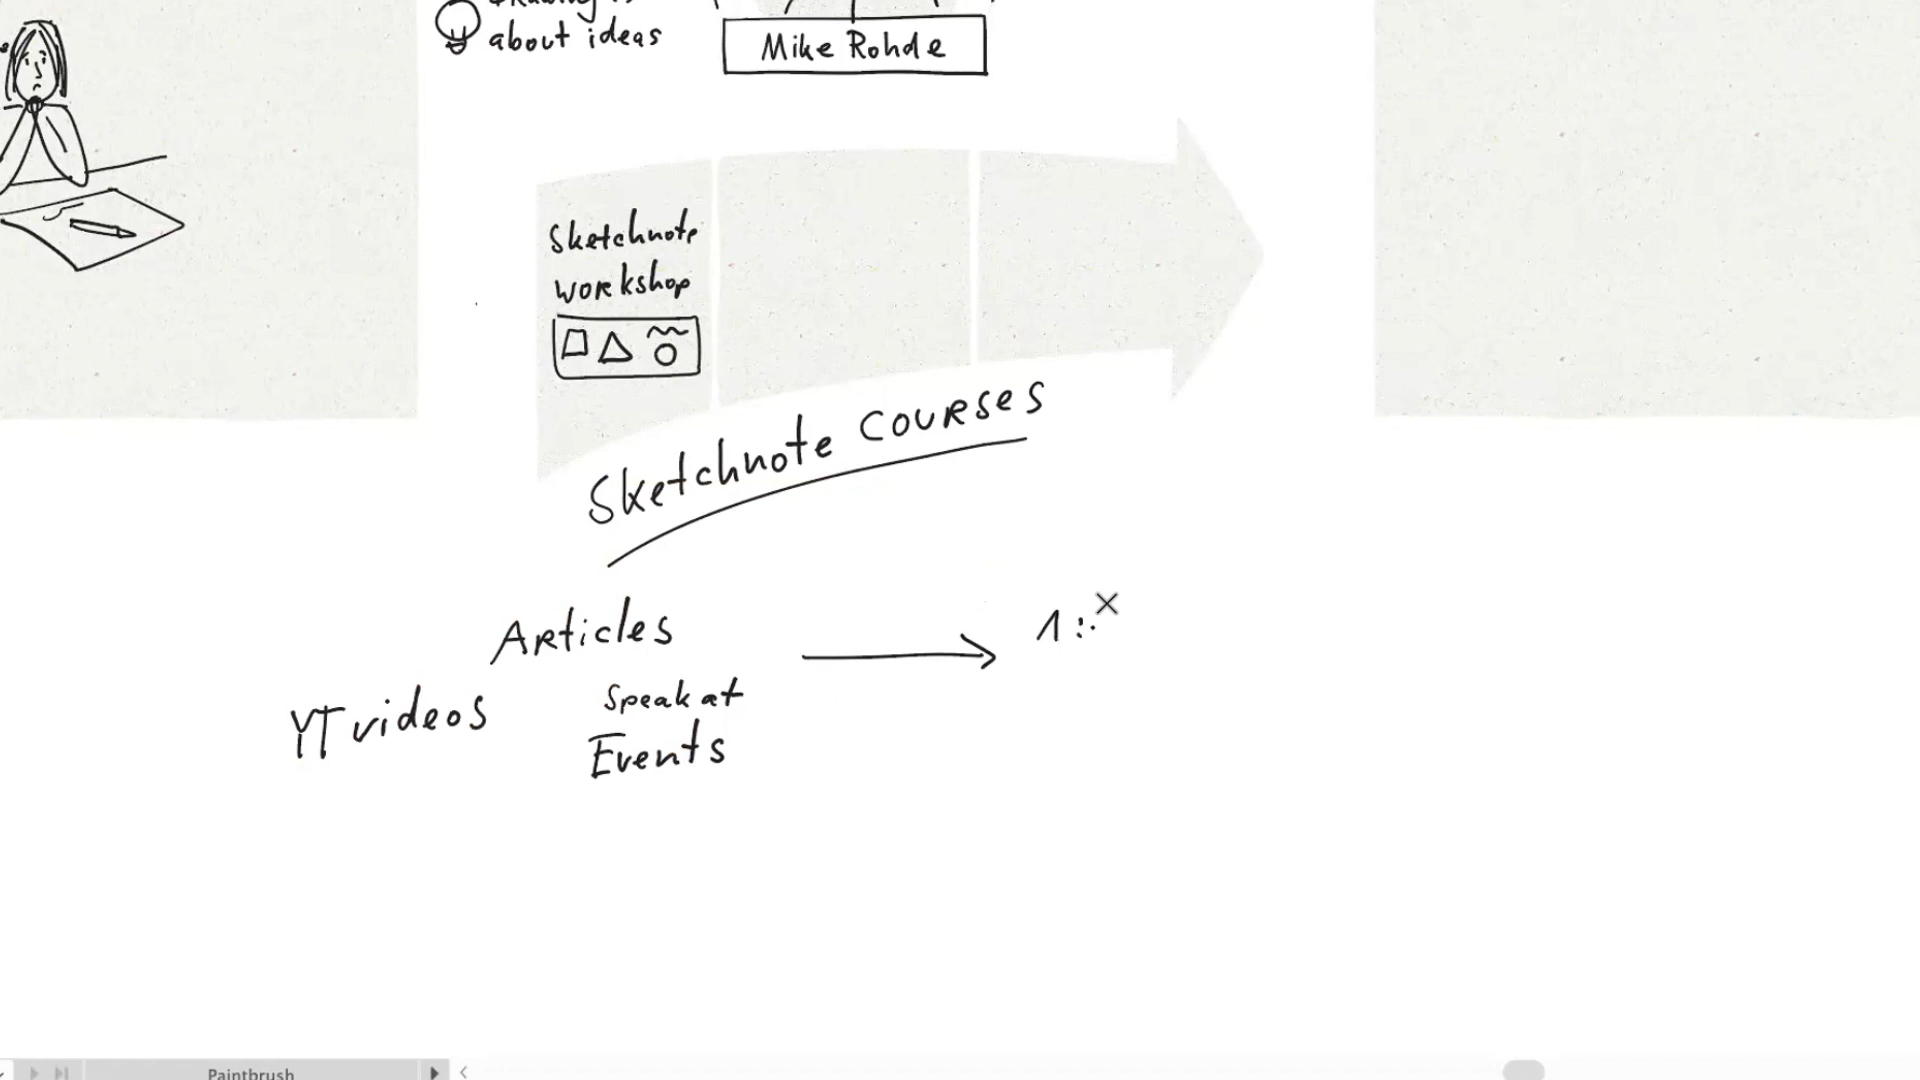 about ideas
Mike Rohde
Sketchnote
workshop
Sketchnote courses
Articles
YT videos
Speak at
Events
1:
Paintbrush